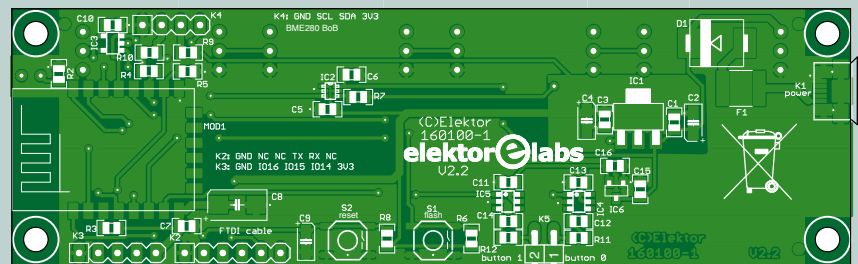 C10
K4
K4: GND SCL SDA 3V3
BME280 BoB
D1
IC3
R9
R10
R2
R4
R5
IC2
C6
R7
C5
IC1
C4
C3
C1
C2
F1
K1
power
MOD1
(C)Elektor
160100-1
elektor labs
V2.2
K2: GND NC NC TX RX NC
K3: GND IO16 IO15 IO14 3V3
C16
C11
C13
C15
IC5
IC4
IC6
C8
C14
C12
R3
C7
K3
K2
FTDI cable
C9
S2
reset
R8
S1
flash
R6
R12
K5
R11
button 1
2
1
button 0
(C)Elektor
160100-1
V2.2